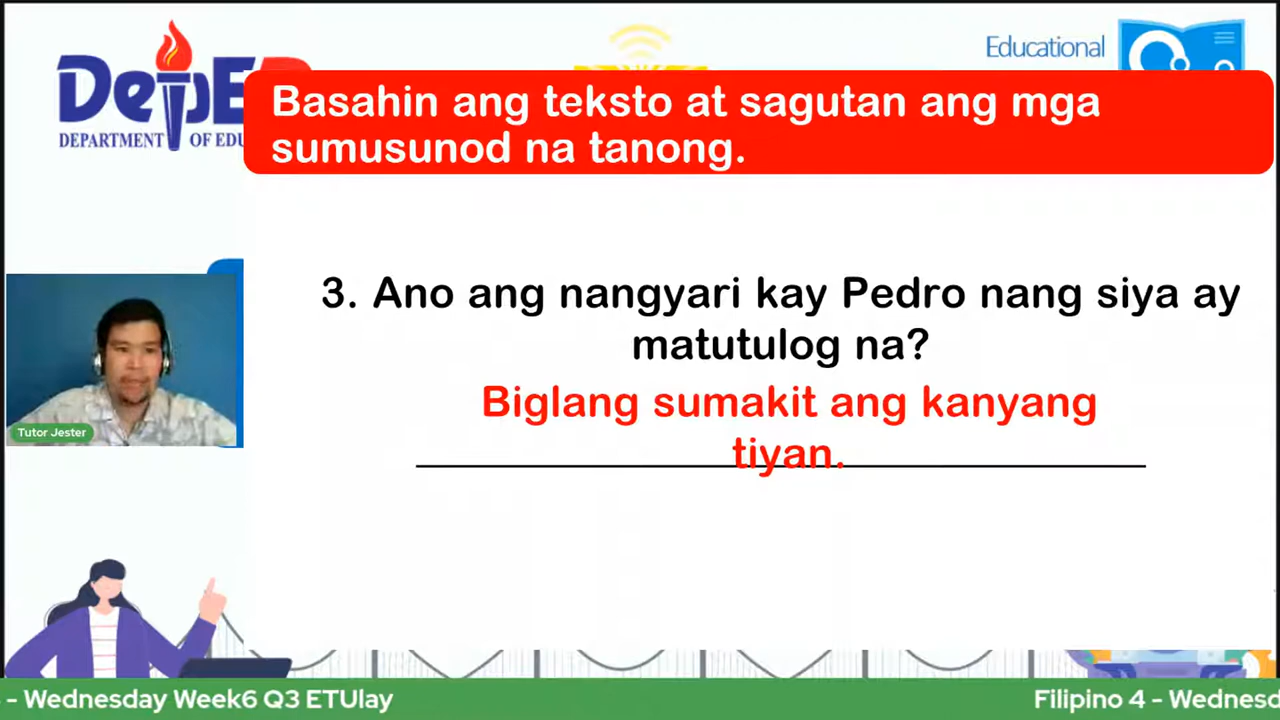 DepED
DEPARTMENT OF EDU
Educational
Basahin ang teksto at sagutan ang mga
sumusunod na tanong.
3. Ano ang nangyari kay Pedro nang siya ay
matutulog na?
Biglang sumakit ang kanyang
tiyan.
Tutor Jester
- Wednesday Week6 Q3 ETUlay
Filipino 4 - Wednesd